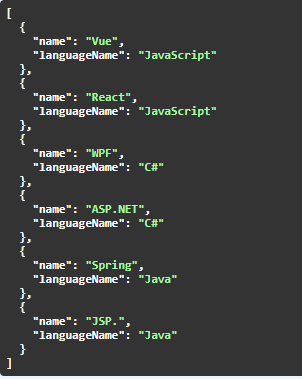 [
  {
    "name": "Vue",
    "languageName": "JavaScript"
  },
  {
    "name": "React",
    "languageName": "JavaScript"
  },
  {
    "name": "WPF",
    "languageName": "C#"
  },
  {
    "name": "ASP.NET",
    "languageName": "C#"
  },
  {
    "name": "Spring",
    "languageName": "Java"
  },
  {
    "name": "JSP.",
    "languageName": "Java"
  }
]